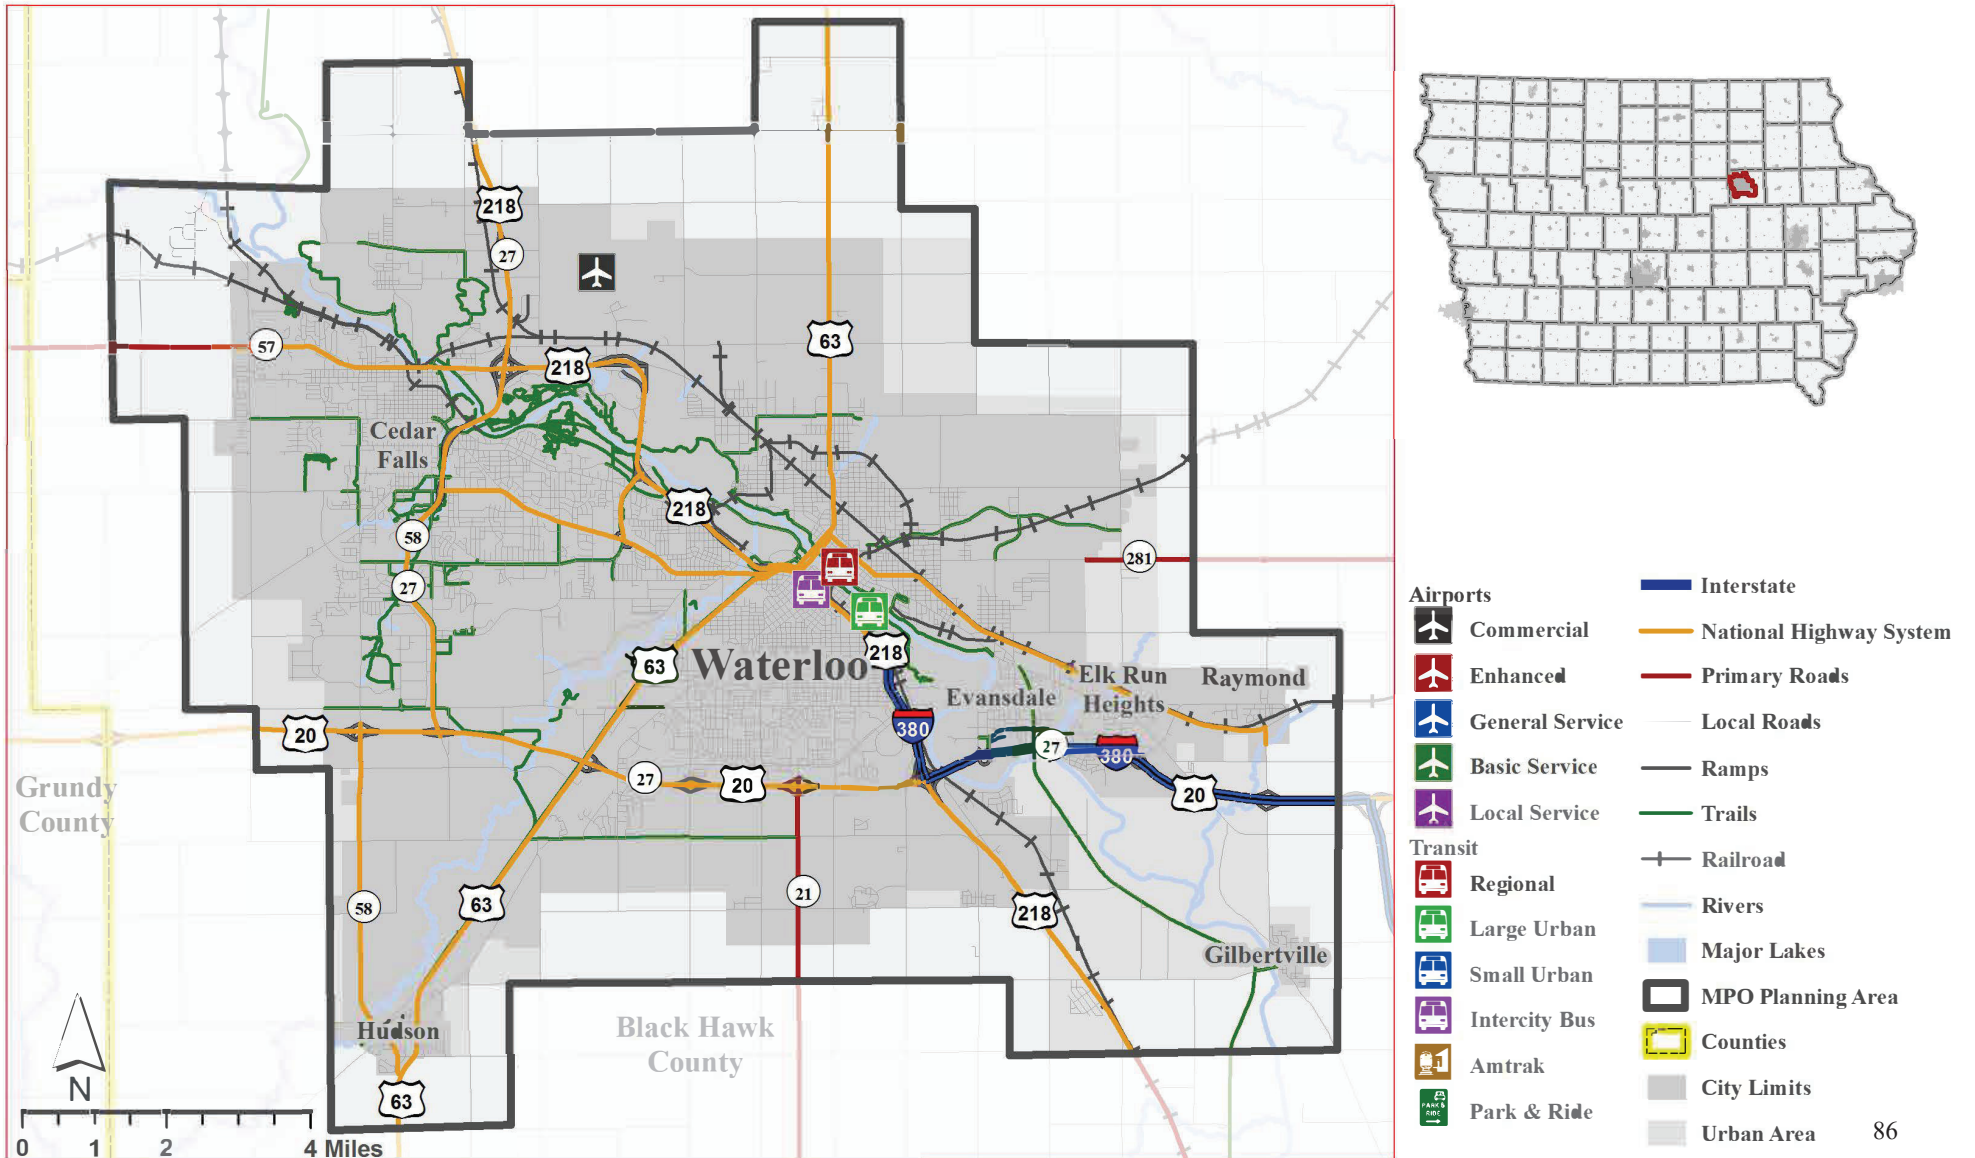 218
27
57
218
63
Cedar
Falls
218
58
281
27
63
Waterloo
218
Elk Run
Heights
Raymond
Evansdale
20
380
27
380
27
20
20
Grundy
County
58
63
21
218
Gilbertville
Hudson
Black Hawk
County
N
63
0 1 2 4 Miles
Airports
Commercial
Enhanced
General Service
Basic Service
Local Service
Transit
Regional
Large Urban
Small Urban
Intercity Bus
Amtrak
PARK &
RIDE
Park & Ride
Interstate
National Highway System
Primary Roads
Local Roads
Ramps
Trails
Railroad
Rivers
Major Lakes
MPO Planning Area
Counties
City Limits
Urban Area
86